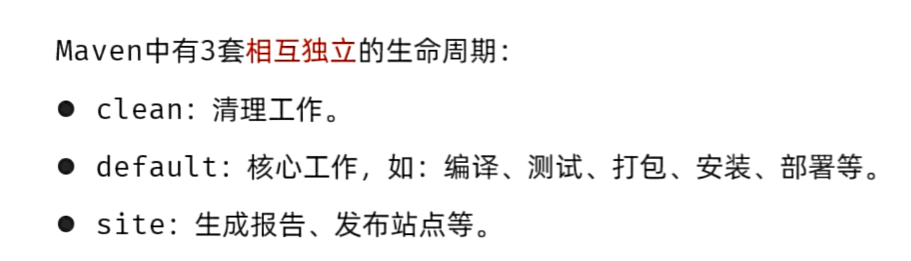 Maven中有3套相互独立的生命周期：
● clean：清理工作。
● default：核心工作，如：编译、测试、打包、安装、部署等。
● site：生成报告、发布站点等。